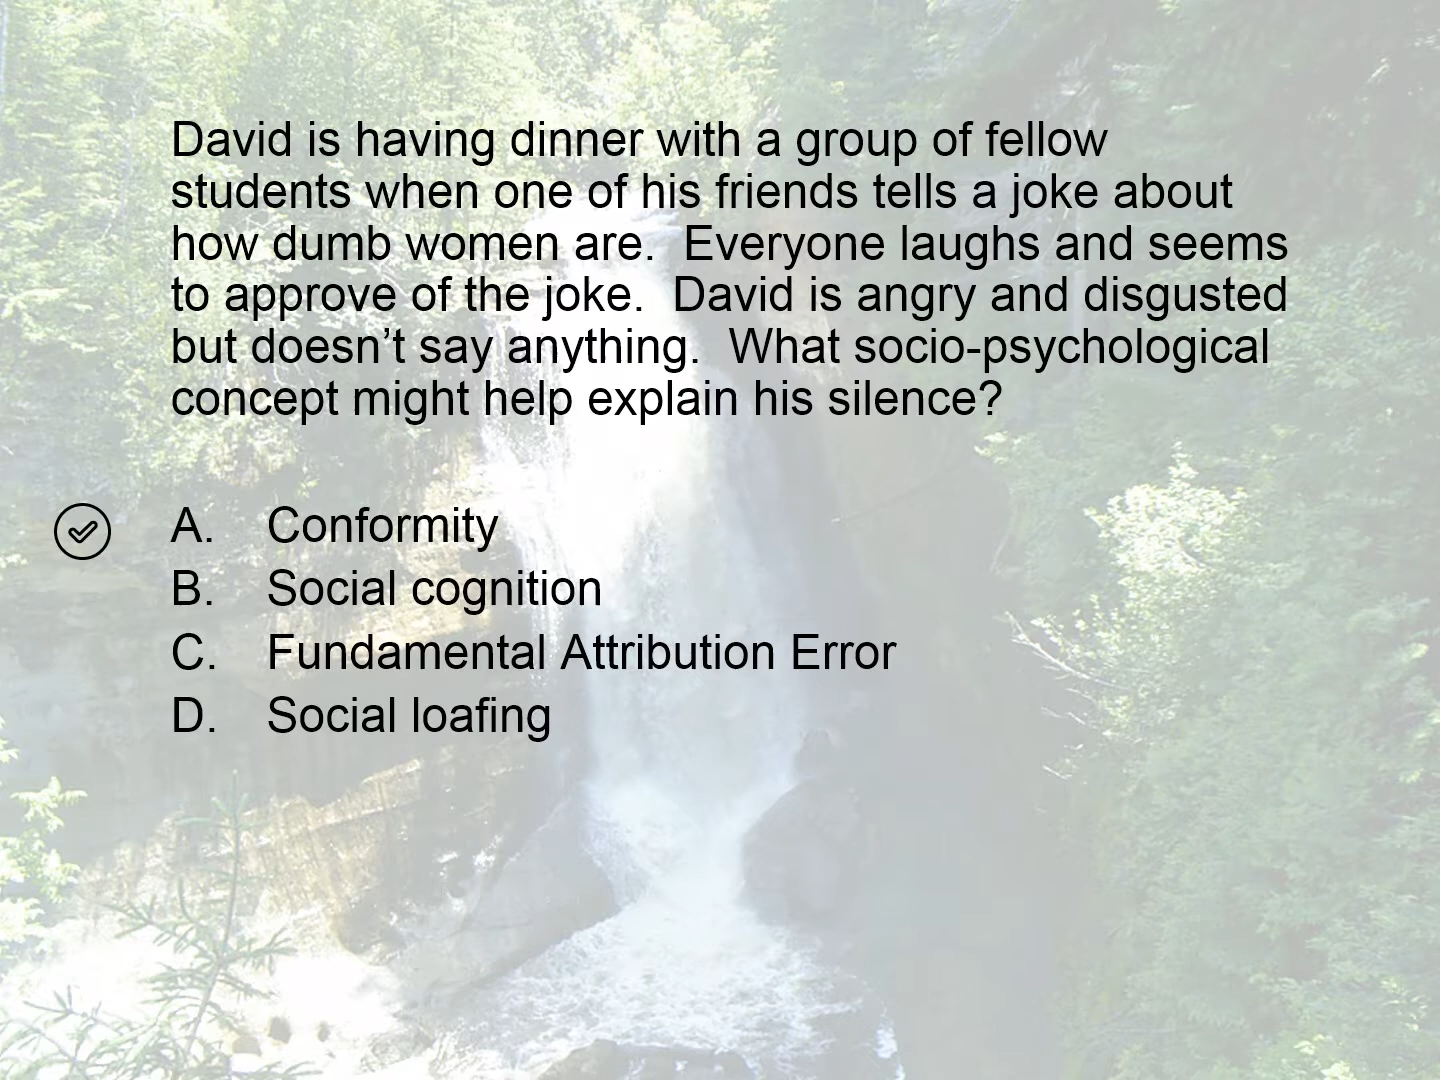 David is having dinner with a group of fellow
students when one of his friends tells a joke about
how dumb women are.  Everyone laughs and seems
to approve of the joke.  David is angry and disgusted
but doesn’t say anything.  What socio-psychological
concept might help explain his silence?
A. Conformity
B. Social cognition
C. Fundamental Attribution Error
D. Social loafing